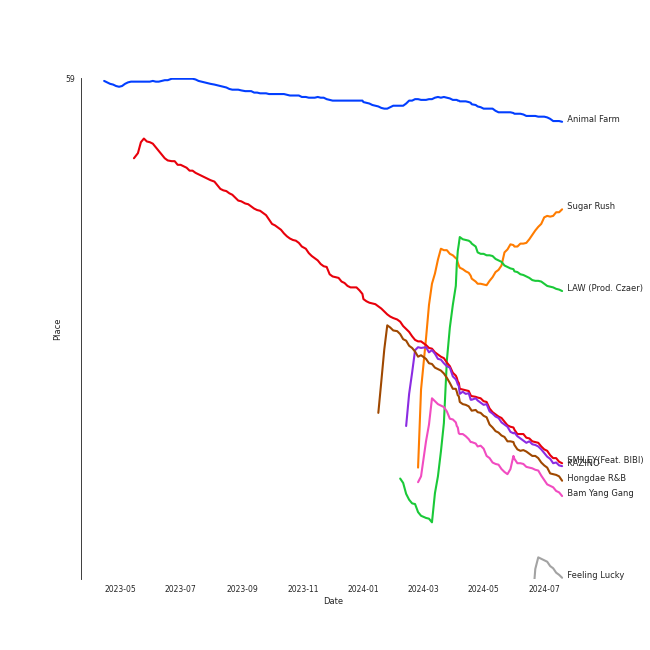 59
Place
Animal Farm
Sugar Rush
LAW (Prod. Czaer)
SMILEY(Feat. BIBI)
KAZINO
Hongdae R&B
Bam Yang Gang
Feeling Lucky
2023-05
2023-07
2023-09
2023-11
2024-01
2024-03
2024-05
2024-07
Date